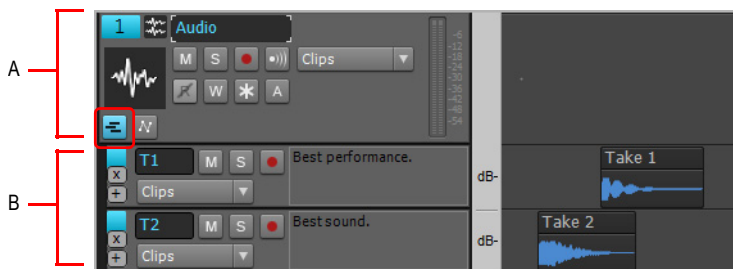 A
1 Audio
M S Clips
R W * A
-6
-12
-18
-24
-30
-36
-42
-48
-54
B
T1 M S Best performance.
x
+ Clips
dB-
Take 1
T2 M S Best sound.
x
+ Clips
dB-
Take 2